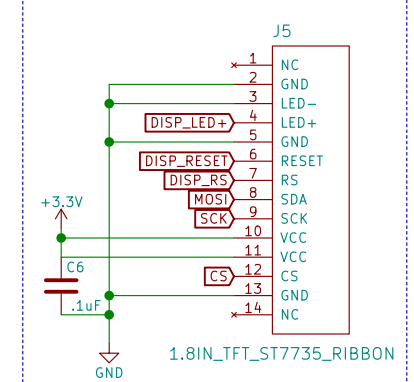 J5
1 NC
2 GND
3 LED-
DISP_LED+ 4 LED+
5 GND
DISP_RESET 6 RESET
DISP_RS 7 RS
MOSI 8 SDA
SCK 9 SCK
+3.3V
10 VCC
11 VCC
C6
CS 12 CS
.1uF
13 GND
14 NC
1.8IN_TFT_ST7735_RIBBON
GND